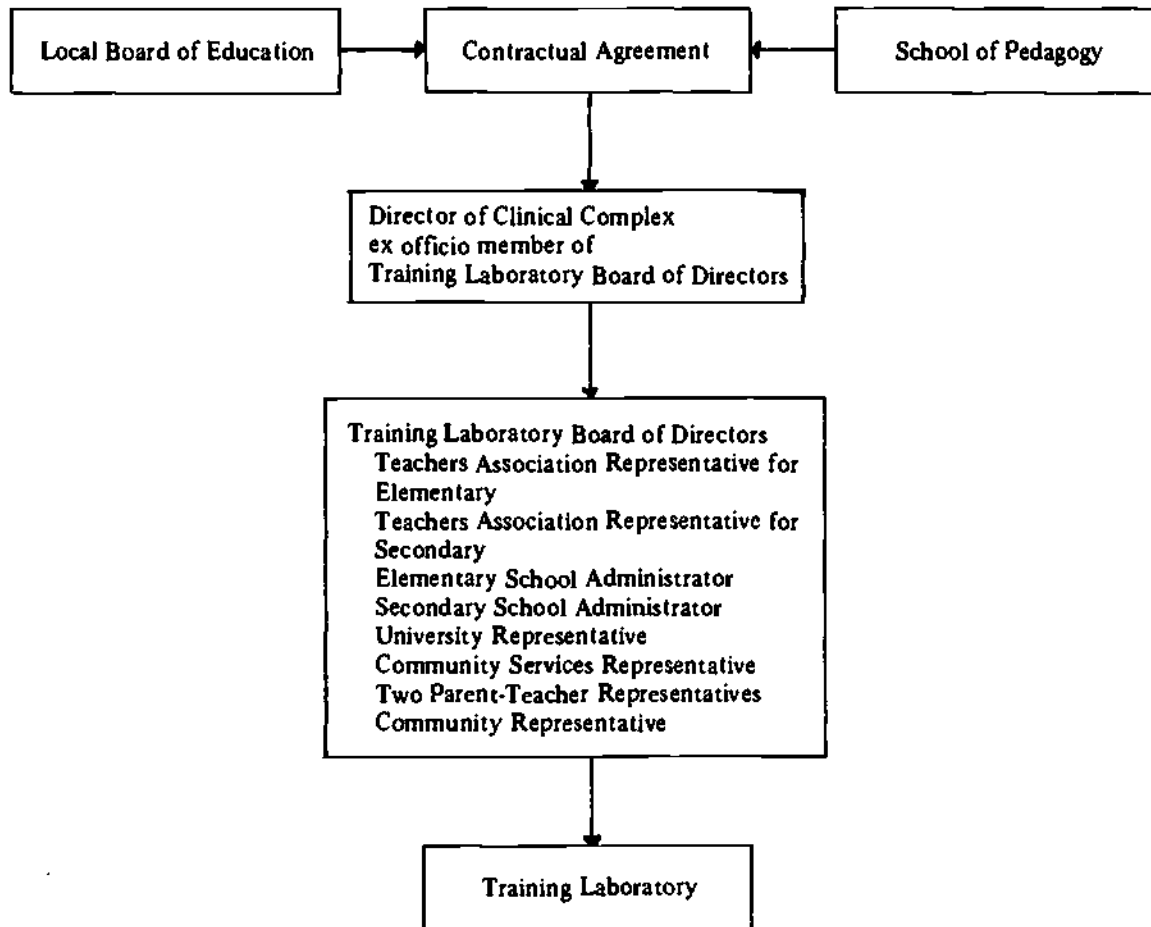 Local Board of Education
Contractual Agreement
School of Pedagogy
Director of Clinical Complex
ex officio member of
Training Laboratory Board of Directors
Training Laboratory Board of Directors
Teachers Association Representative for
Elementary
Teachers Association Representative for
Secondary
Elementary School Administrator
Secondary School Administrator
University Representative
Community Services Representative
Two Parent-Teacher Representatives
Community Representative
Training Laboratory